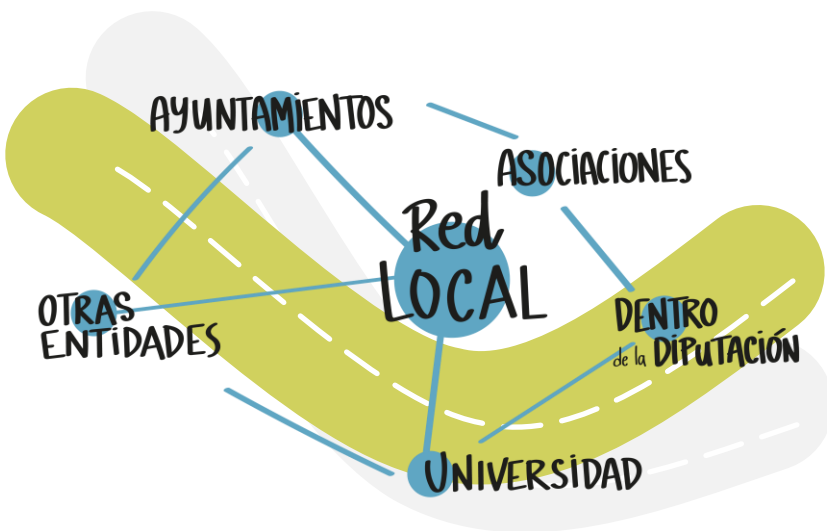 AYUNTAMIENTOS
ASOCIACIONES
Red
LOCAL
OTRAS
ENTIDADES
DENTRO
de la DIPUTACIÓN
UNIVERSIDAD